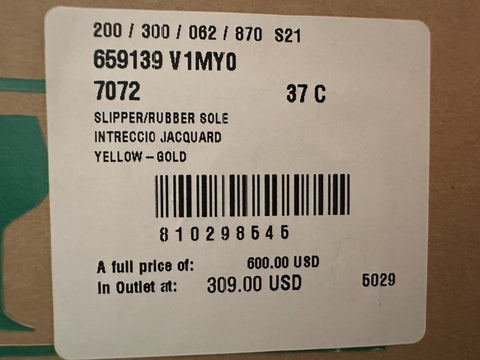 200 / 300 / 062 / 870 S21
659139 V1MY0
7072 37 C
SLIPPER/RUBBER SOLE
INTRECCIO JACQUARD
YELLOW-GOLD
810298545
A full price of: 600.00 USD
In Outlet at: 309.00 USD 5029